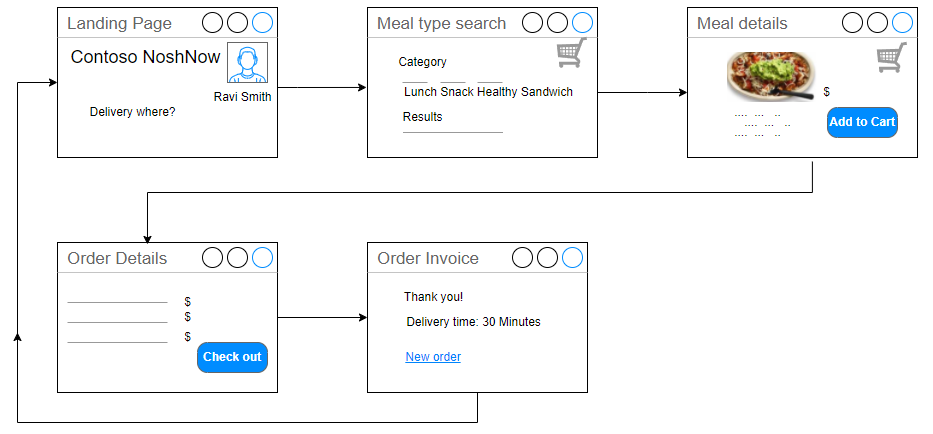 Landing Page
Contoso NoshNow
Ravi Smith
Delivery where?
Meal type search
Category
Lunch Snack Healthy Sandwich
Results
Meal details
$
Add to Cart
Order Details
$
$
$
Check out
Order Invoice
Thank you!
Delivery time: 30 Minutes
New order